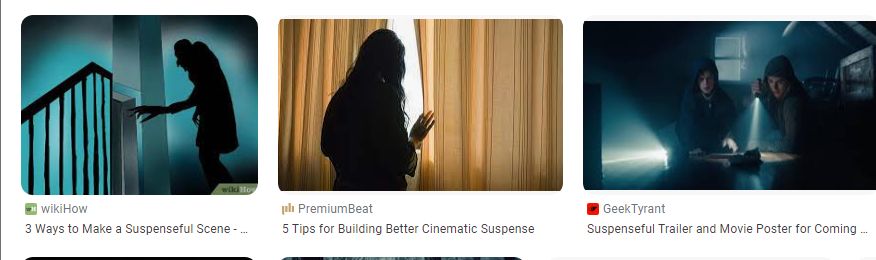 wikiHow
wikiHow
3 Ways to Make a Suspenseful Scene - ...
PremiumBeat
5 Tips for Building Better Cinematic Suspense
GeekTyrant
Suspenseful Trailer and Movie Poster for Coming ...